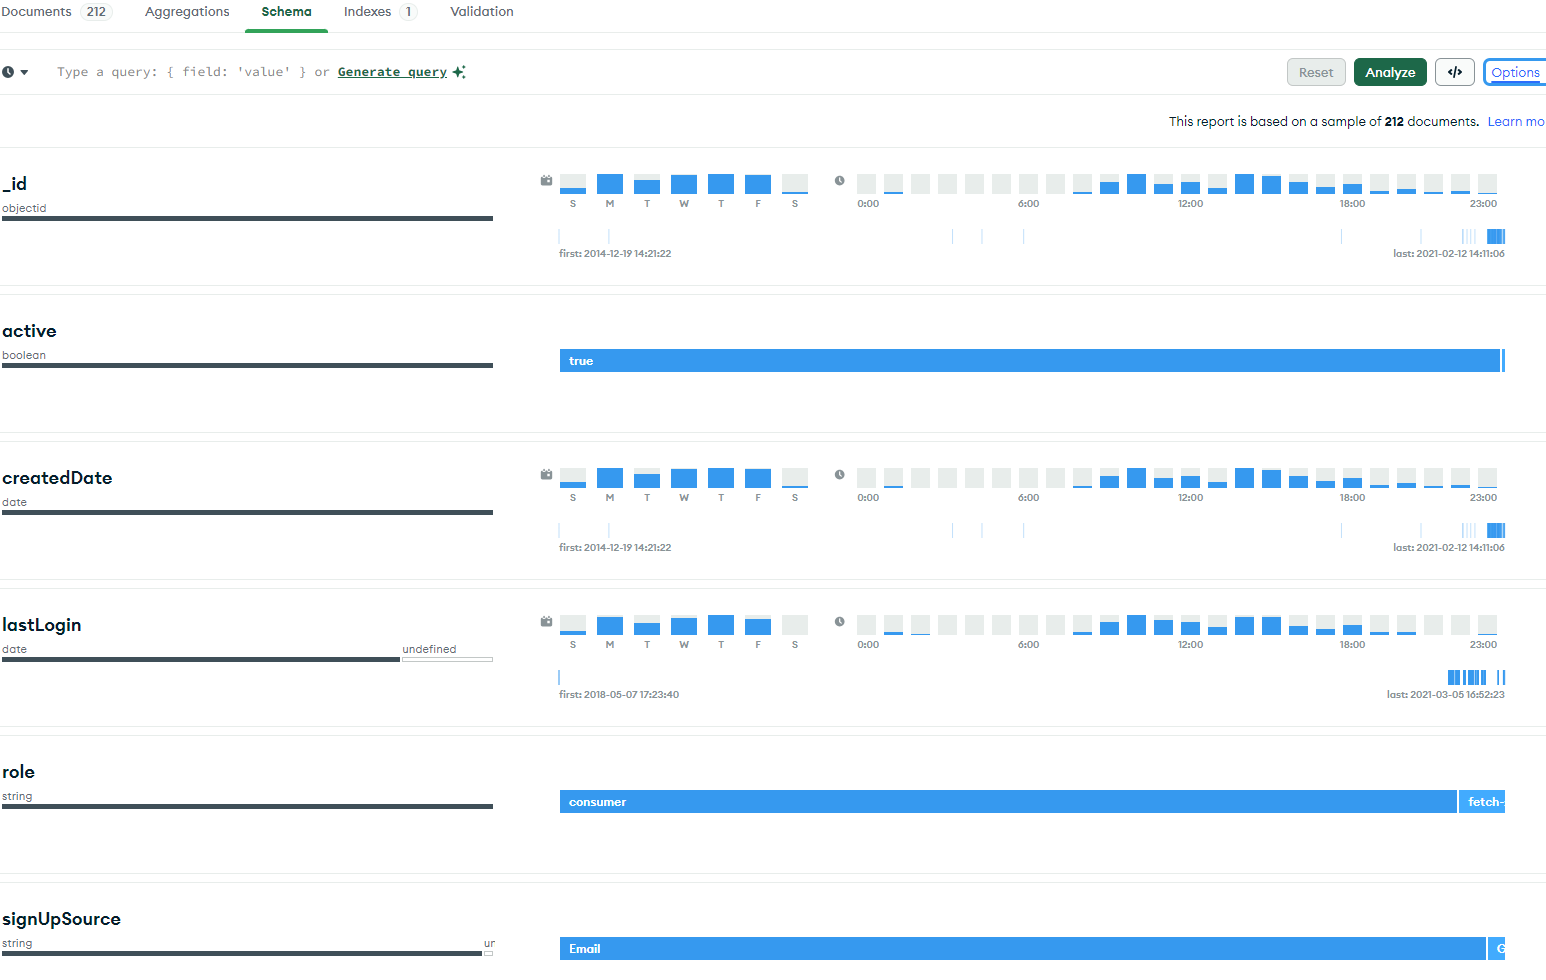 Documents 212 Aggregations Schema Indexes 1 Validation
Type a query: { field: 'value' } or Generate query
Reset Analyze </> Options
This report is based on a sample of 212 documents. Learn mo
_id
objectid
S M T W T F S 0:00 6:00 12:00 18:00 23:00
first: 2014-12-19 14:21:22 last: 2021-02-12 14:11:06
active
boolean
true
createdDate
date
S M T W T F S 0:00 6:00 12:00 18:00 23:00
first: 2014-12-19 14:21:22 last: 2021-02-12 14:11:06
lastLogin
date undefined
S M T W T F S 0:00 6:00 12:00 18:00 23:00
first: 2018-05-07 17:23:40 last: 2021-03-05 16:52:23
role
string
consumer fetch-
signUpSource
string ur
Email G